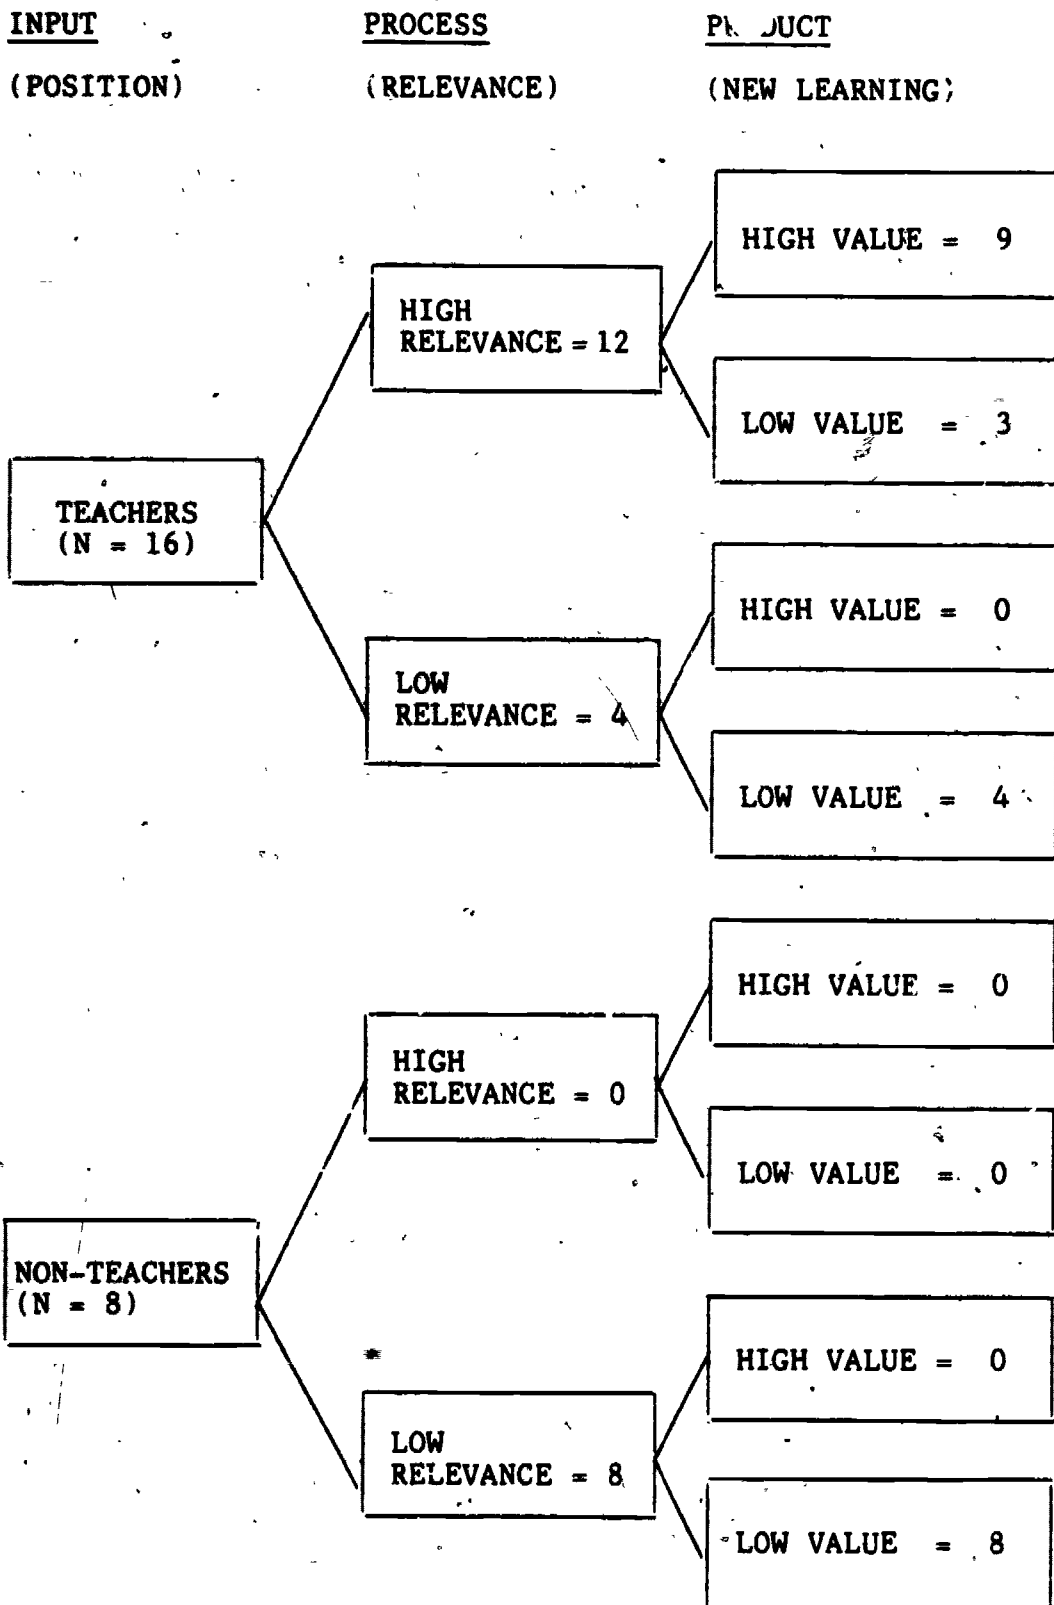 INPUT
PROCESS
(POSITION)
(RELEVANCE)
(NEW LEARNING)
HIGH VALUE = 9
HIGH
RELEVANCE = 12
LOW VALUE = 3
TEACHERS
(N = 16)
HIGH VALUE = 0
LOW
RELEVANCE = 4
LOW VALUE = 4
HIGH VALUE = 0
HIGH
RELEVANCE = 0
LOW VALUE = 0
NON-TEACHERS
(N = 8)
HIGH VALUE = 0
LOW
RELEVANCE = 8
LOW VALUE = 8